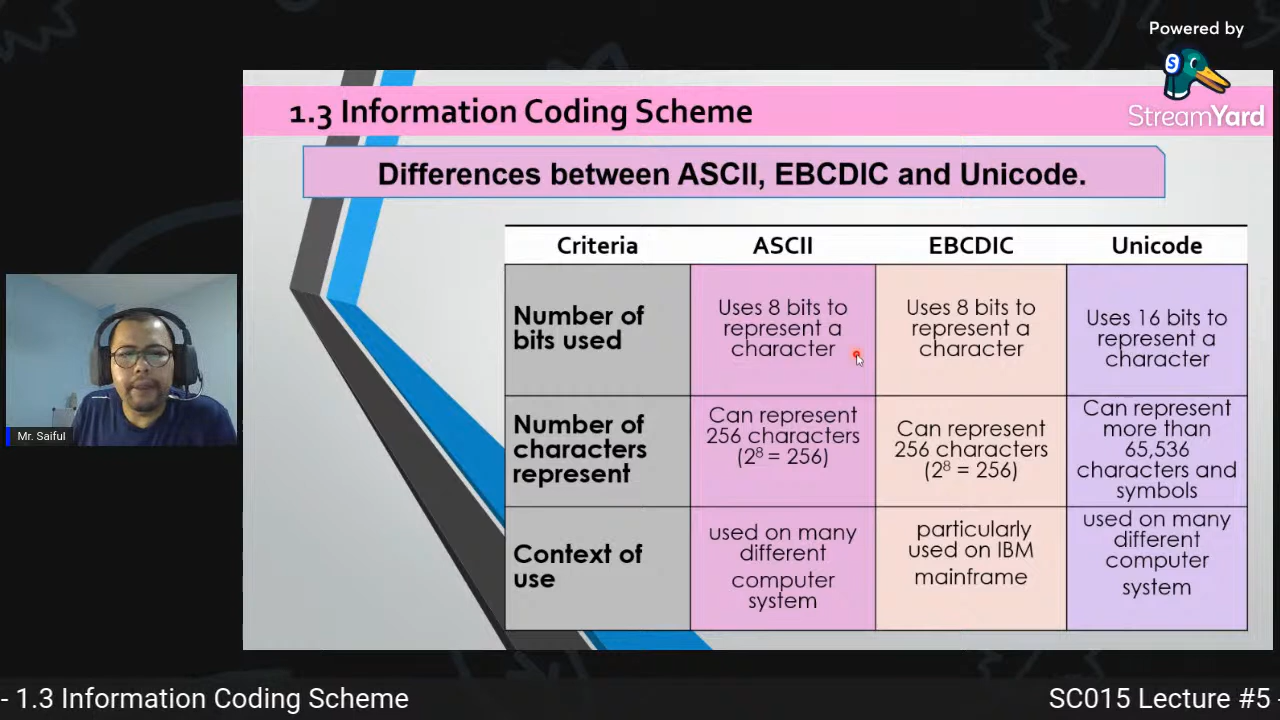 Powered by
S
StreamYard
1.3 Information Coding Scheme
Differences between ASCII, EBCDIC and Unicode.
Criteria
ASCII
EBCDIC
Unicode
Number of
bits used
Uses 8 bits to
represent a
character
Uses 8 bits to
represent a
character
Uses 16 bits to
represent a
character
Number of
characters
represent
Can represent
256 characters
(2⁸ = 256)
Can represent
256 characters
(2⁸ = 256)
Can represent
more than
65,536
characters and
symbols
Context of
use
used on many
different
computer
system
particularly
used on IBM
mainframe
used on many
different
computer
system
Mr. Saiful
- 1.3 Information Coding Scheme
SC015 Lecture #5 -